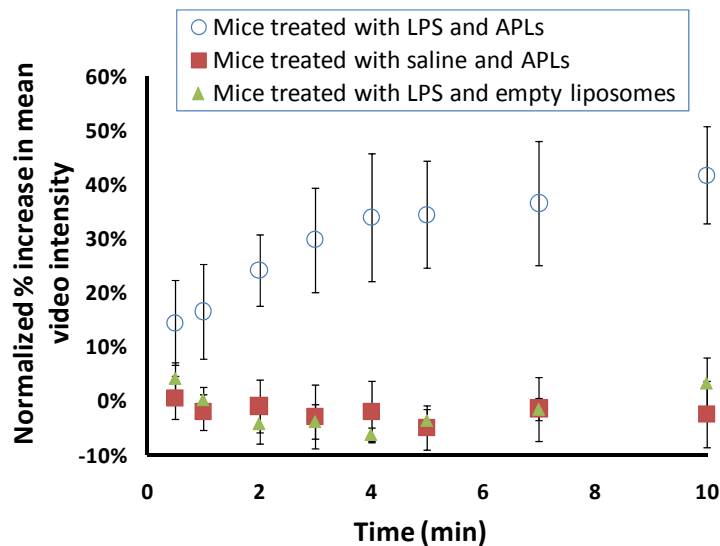 Mice treated with LPS and APLs
Mice treated with saline and APLs
Mice treated with LPS and empty liposomes
Normalized % increase in mean
video intensity
60%
50%
40%
30%
20%
10%
0%
-10%
0 2 4 6 8 10
Time (min)